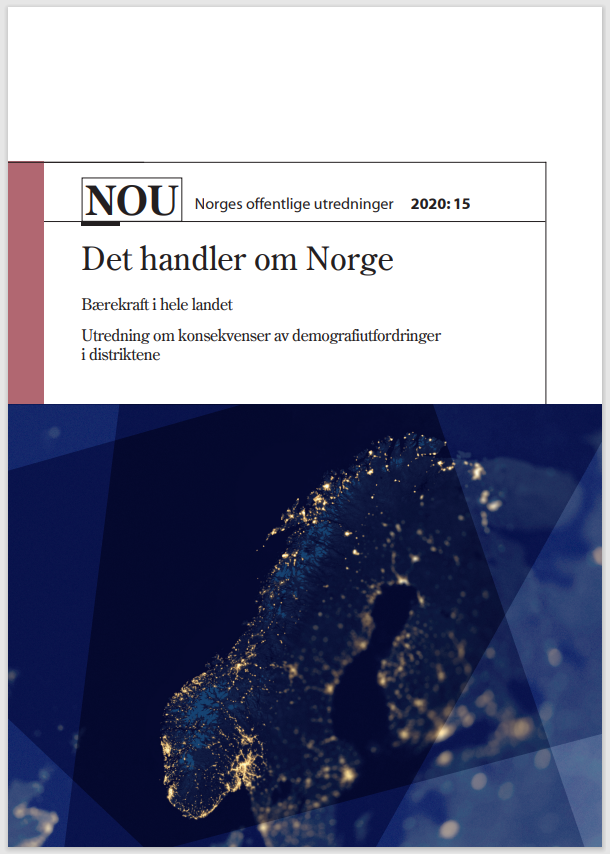 NOU Norges offentlige utredninger 2020: 15
Det handler om Norge
Bærekraft i hele landet
Utredning om konsekvenser av demografiutfordringer
i distriktene